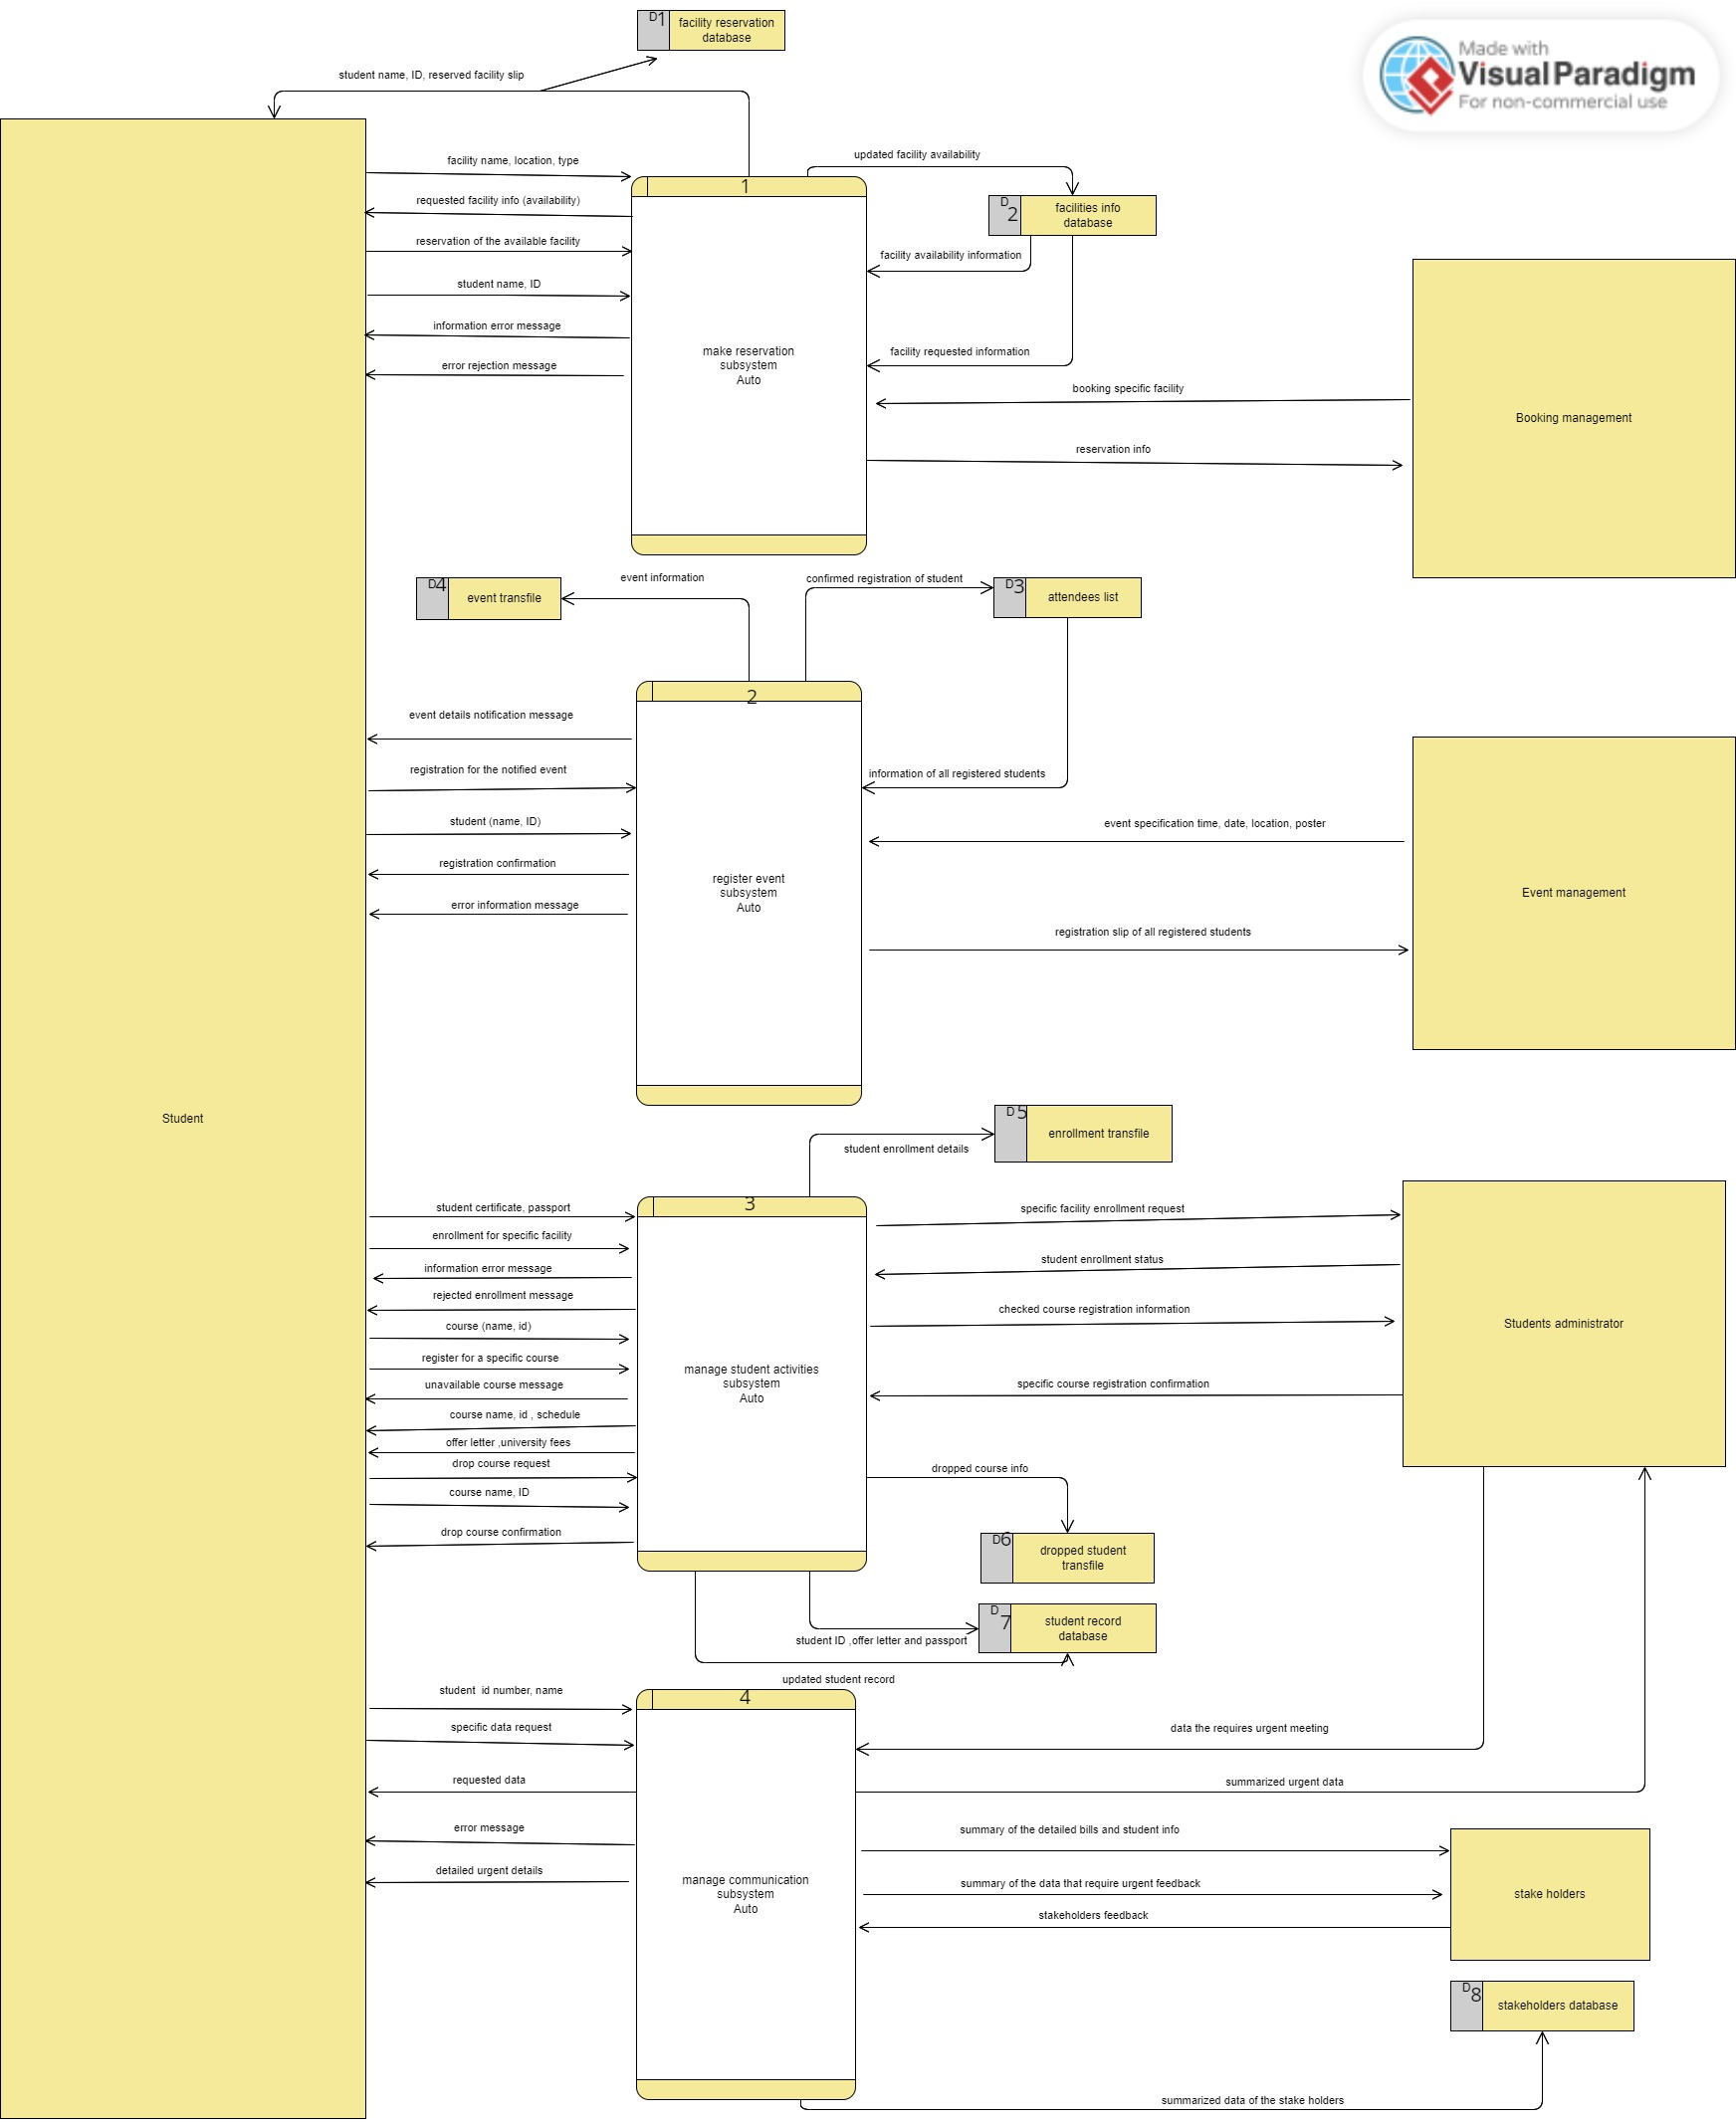 D1
facility reservation
database
Made with
Visual Paradigm
For non-commercial use
student name, ID, reserved facility slip
facility name, location, type
requested facility info (availability)
reservation of the available facility
student name, ID
information error message
error rejection message
1
make reservation
subsystem
Auto
updated facility availability
D2
facilities info
database
facility availability information
facility requested information
booking specific facility
reservation info
Booking management
D4
event transfile
event information
confirmed registration of student
D3
attendees list
2
event details notification message
registration for the notified event
student (name, ID)
registration confirmation
error information message
register event
subsystem
Auto
information of all registered students
event specification time, date, location, poster
registration slip of all registered students
Event management
Student
D5
enrollment transfile
student enrollment details
3
student certificate, passport
enrollment for specific facility
information error message
rejected enrollment message
course (name, id)
register for a specific course
unavailable course message
course name, id , schedule
offer letter ,university fees
drop course request
course name, ID
drop course confirmation
manage student activities
subsystem
Auto
specific facility enrollment request
student enrollment status
checked course registration information
specific course registration confirmation
Students administrator
dropped course info
D6
dropped student
transfile
D7
student record
database
student ID ,offer letter and passport
updated student record
4
student  id number, name
specific data request
requested data
error message
detailed urgent details
manage communication
subsystem
Auto
data the requires urgent meeting
summarized urgent data
summary of the detailed bills and student info
summary of the data that require urgent feedback
stakeholders feedback
stake holders
D8
stakeholders database
summarized data of the stake holders